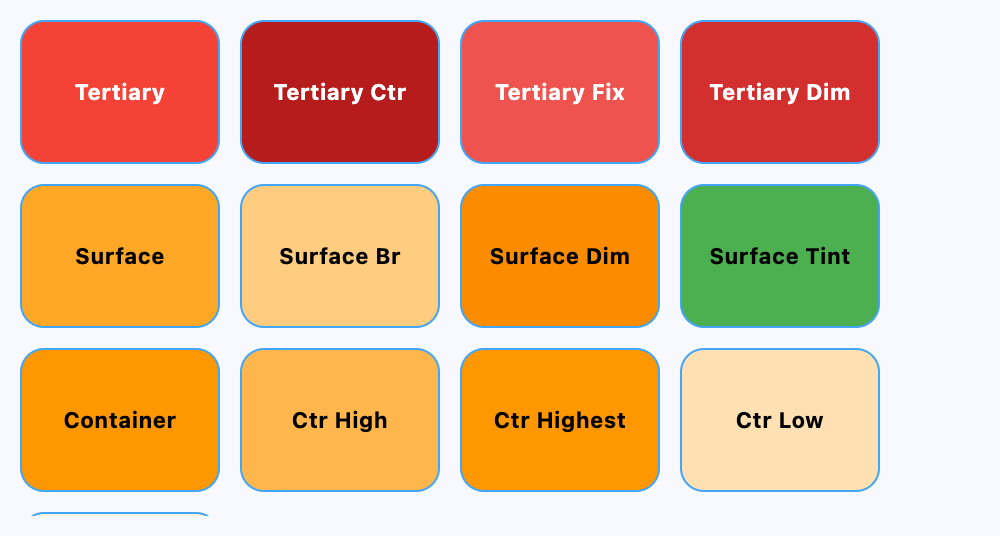 Tertiary
Tertiary Ctr
Tertiary Fix
Tertiary Dim
Surface
Surface Br
Surface Dim
Surface Tint
Container
Ctr High
Ctr Highest
Ctr Low